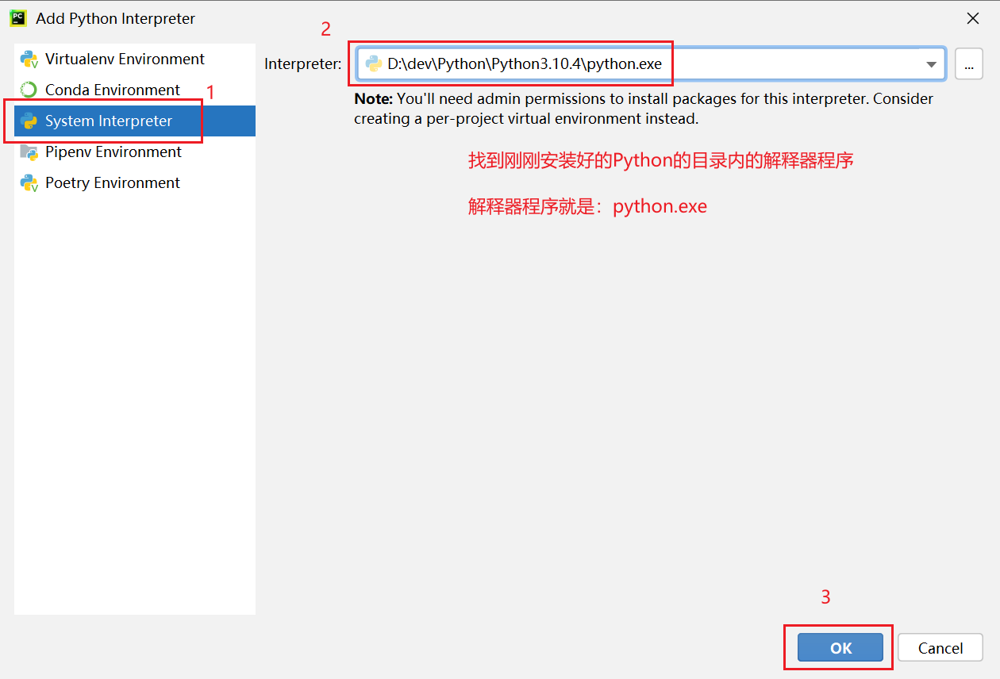 Add Python Interpreter
2
Virtualenv Environment
Interpreter:
D:\dev\Python\Python3.10.4\python.exe
...
Conda Environment
1
System Interpreter
Pipenv Environment
Poetry Environment
Note: You'll need admin permissions to install packages for this interpreter. Consider
creating a per-project virtual environment instead.
找到刚刚安装好的Python的目录内的解释器程序
解释器程序就是：python.exe
3
OK
Cancel